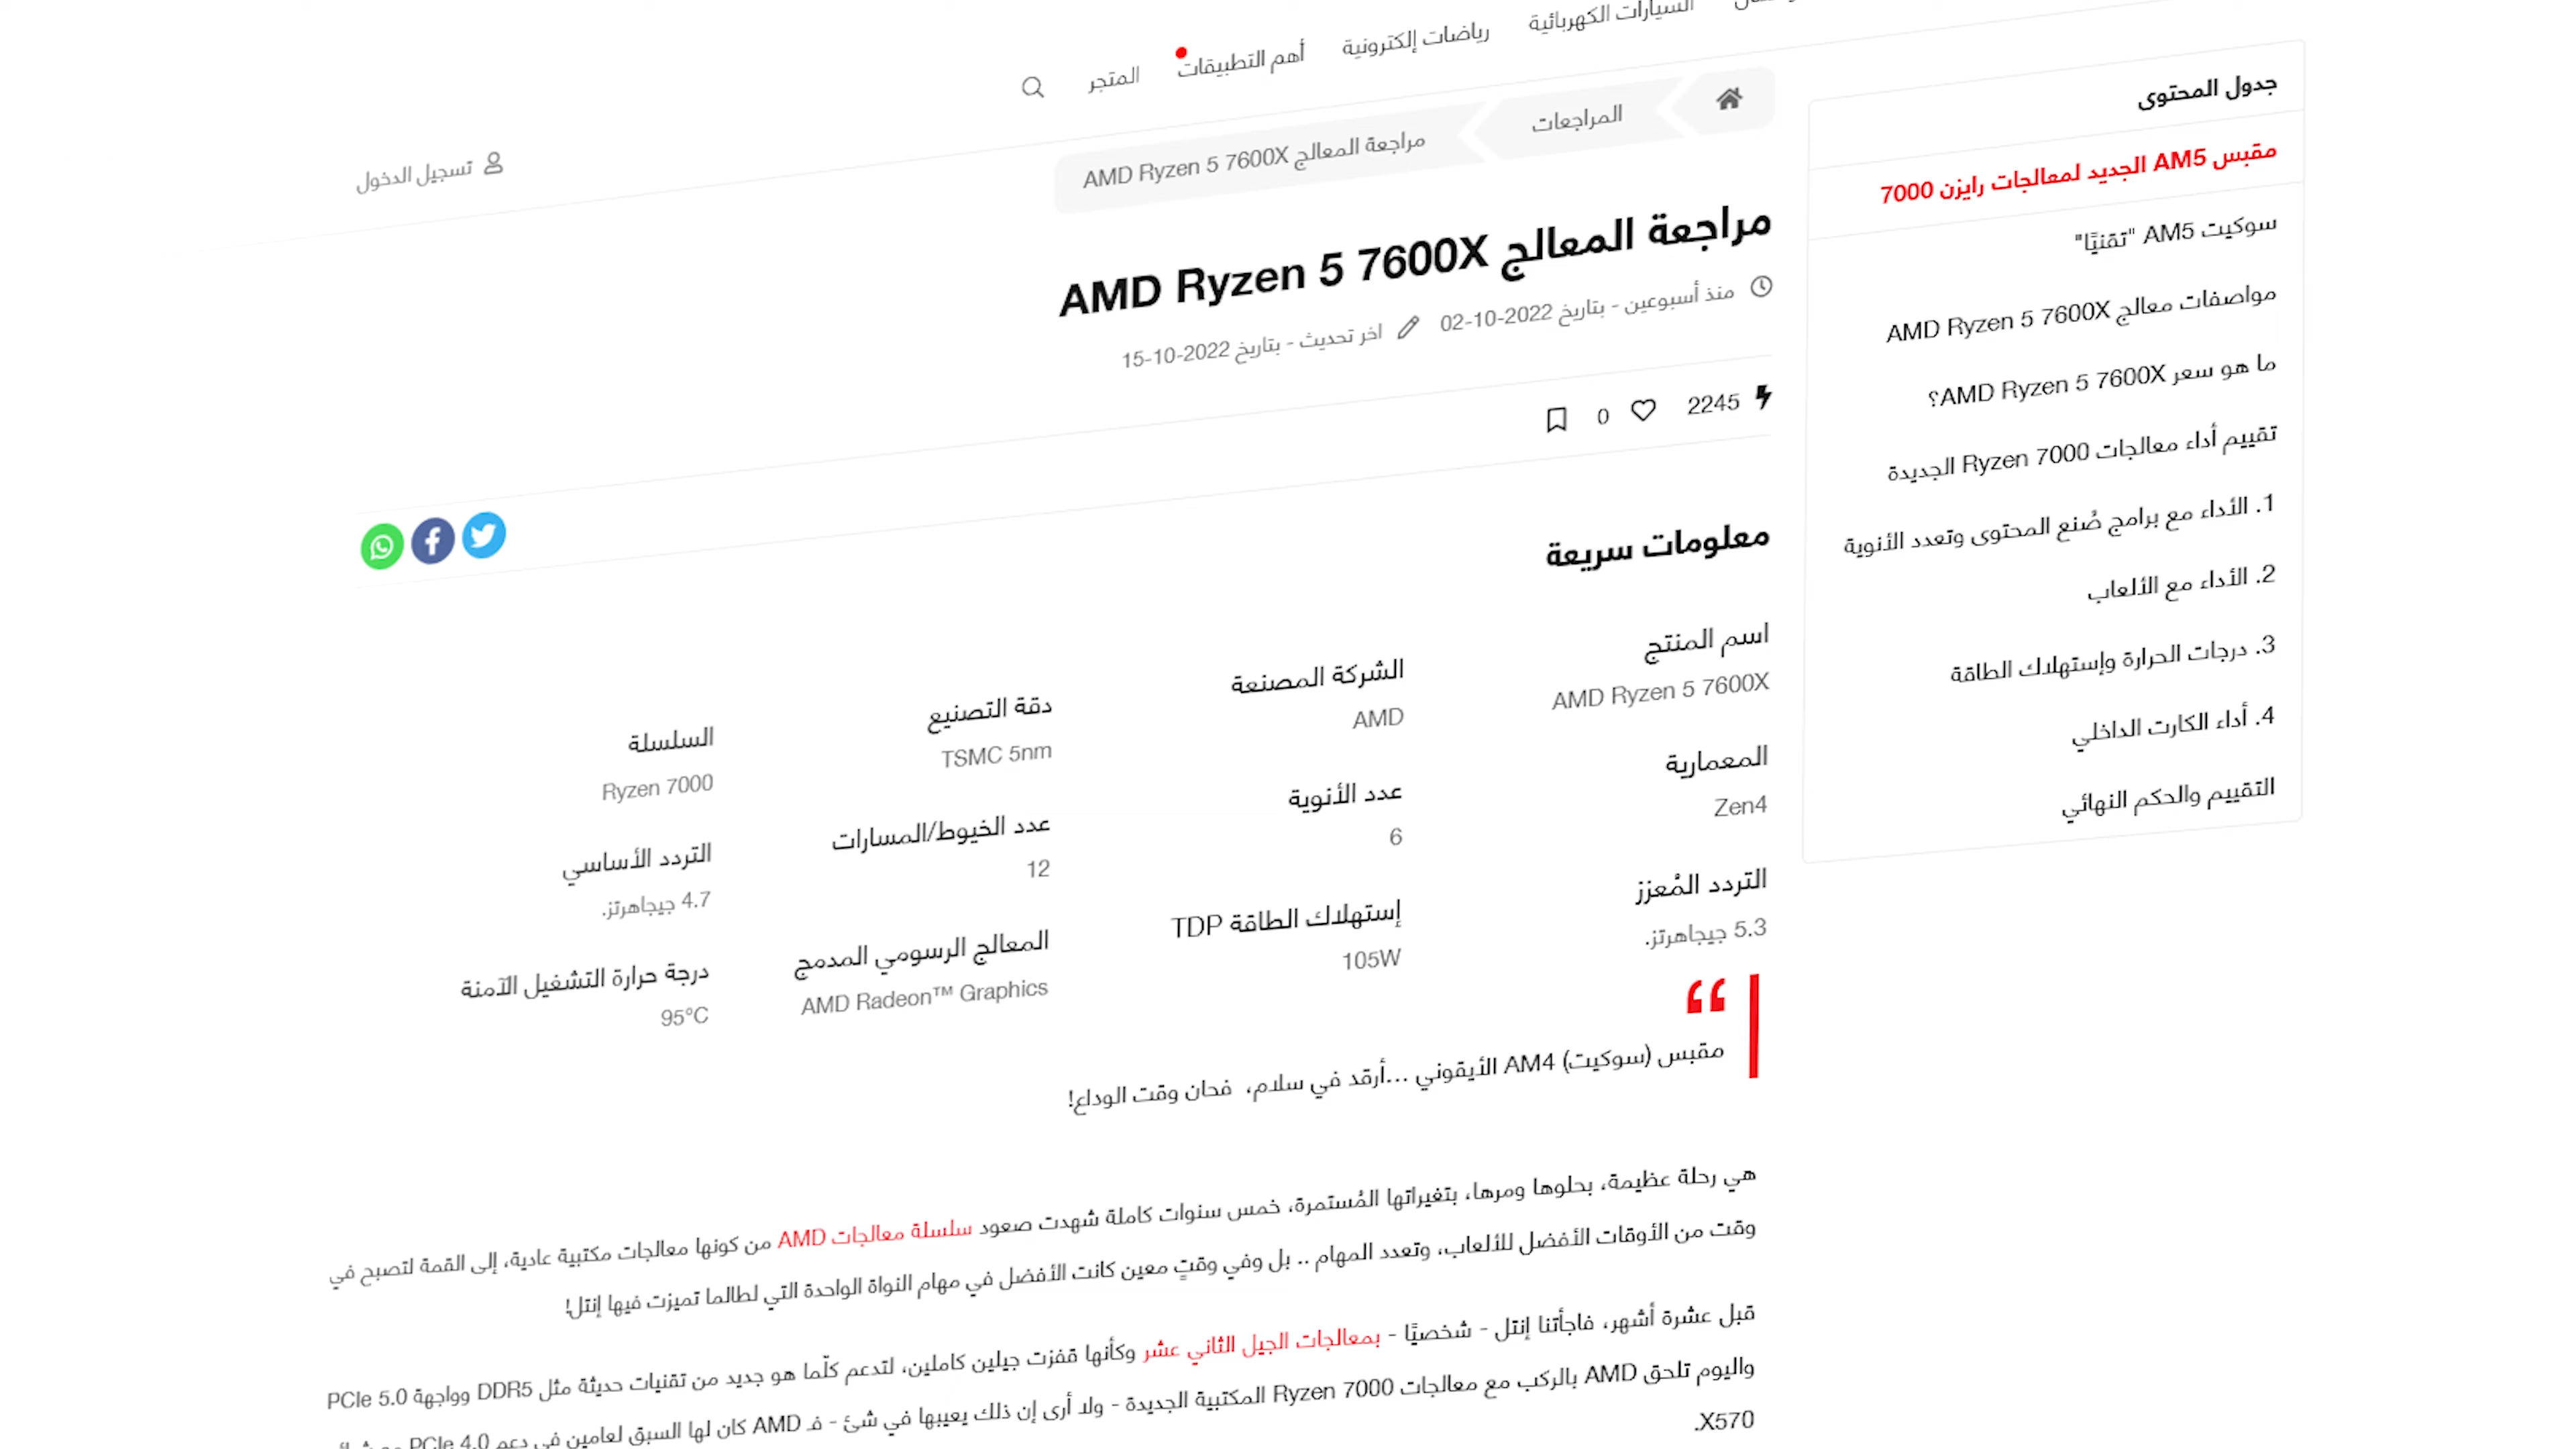 السيارات الكهربائية
رياضات إلكترونية
أهم التطبيقات
المتجر
تسجيل الدخول
المراجعات
مراجعة المعالج AMD Ryzen 5 7600X
مراجعة المعالج AMD Ryzen 5 7600X
منذ أسبوعين - بتاريخ 2022-10-02
اخر تحديث - بتاريخ 2022-10-15
2245
0
جدول المحتوى
مقبس AM5 الجديد لمعالجات رايزن 7000
سوكيت AM5 "تقنيًا"
مواصفات معالج AMD Ryzen 5 7600X
ما هو سعر AMD Ryzen 5 7600X؟
تقييم أداء معالجات Ryzen 7000 الجديدة
1. الأداء مع برامج صُنع المحتوى وتعدد الأنوية
2. الأداء مع الألعاب
3. درجات الحرارة وإستهلاك الطاقة
4. أداء الكارت الداخلي
التقييم والحكم النهائي
معلومات سريعة
اسم المنتج
AMD Ryzen 5 7600X
الشركة المصنعة
AMD
دقة التصنيع
TSMC 5nm
السلسلة
Ryzen 7000
المعمارية
Zen4
عدد الأنوية
6
عدد الخيوط/المسارات
12
التردد الأساسي
4.7 جيجاهرتز.
التردد المُعزز
5.3 جيجاهرتز.
إستهلاك الطاقة TDP
105W
المعالج الرسومي المدمج
AMD Radeon™ Graphics
درجة حرارة التشغيل الآمنة
95°C
مقبس (سوكيت) AM4 الأيقوني ...أرقد في سلام، فحان وقت الوداع!
هي رحلة عظيمة، بحلوها ومرها، بتغيراتها المُستمرة، خمس سنوات كاملة شهدت صعود سلسلة معالجات AMD من كونها معالجات مكتبية عادية، إلى القمة لتصبح في
وقت من الأوقات الأفضل للألعاب، وتعدد المهام .. بل وفي وقتٍ معين كانت الأفضل في مهام النواة الواحدة التي لطالما تميزت فيها إنتل!
قبل عشرة أشهر، فاجأتنا إنتل - شخصيًا - بمعالجات الجيل الثاني عشر وكأنها قفزت جيلين كاملين، لتدعم كلّما هو جديد من تقنيات حديثة مثل DDR5 وواجهة PCIe 5.0
واليوم تلحق AMD بالركب مع معالجات Ryzen 7000 المكتبية الجديدة - ولا أرى إن ذلك يعيبها في شئ - فـ AMD كان لها السبق لعامين في دعم PCIe 4.0
X570.